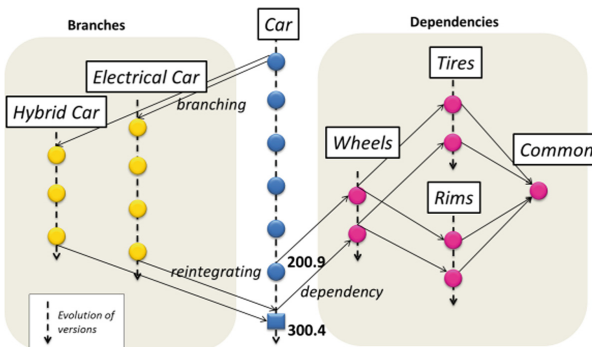 Car
Branches
Dependencies
Electrical Car
Tires
branching
Hybrid Car
Wheels
Common
Rims
reintegrating
200.9
dependency
Evolution of
versions
300.4